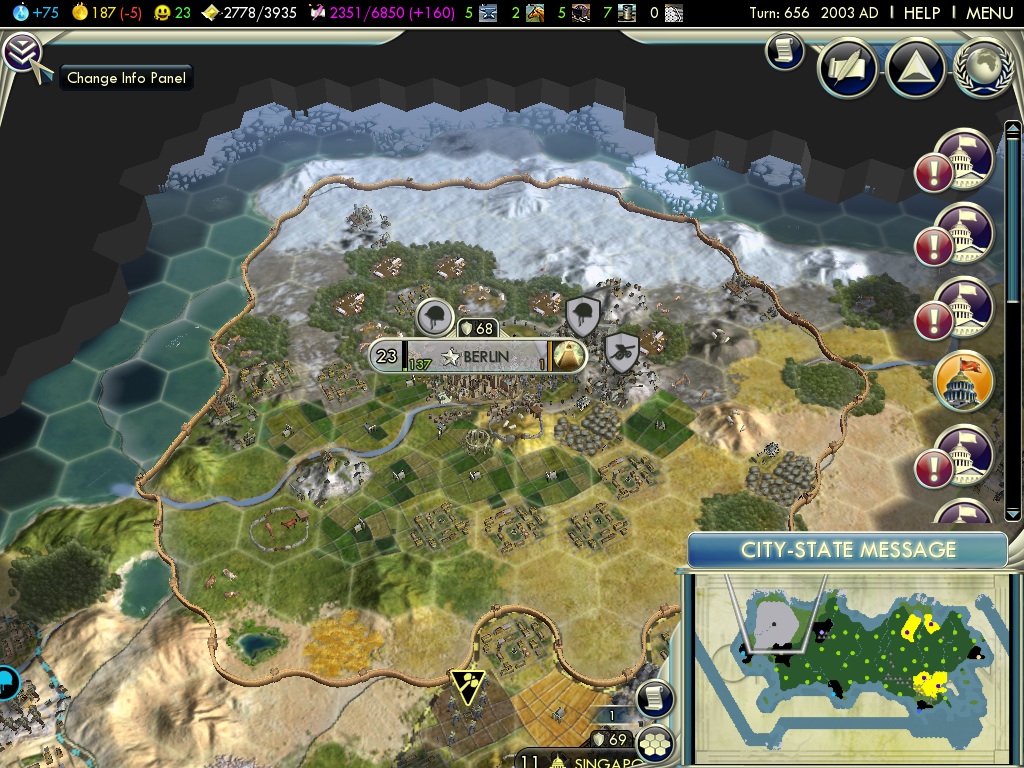 +75 187 (-5) 23 2778/3935 2351/6850 (+160) 5 2 5 7 0 Turn: 656 2003 AD | HELP | MENU
Change Info Panel
68
23 137 BERLIN 1
CITY-STATE MESSAGE
1
69
11 SINGAPO